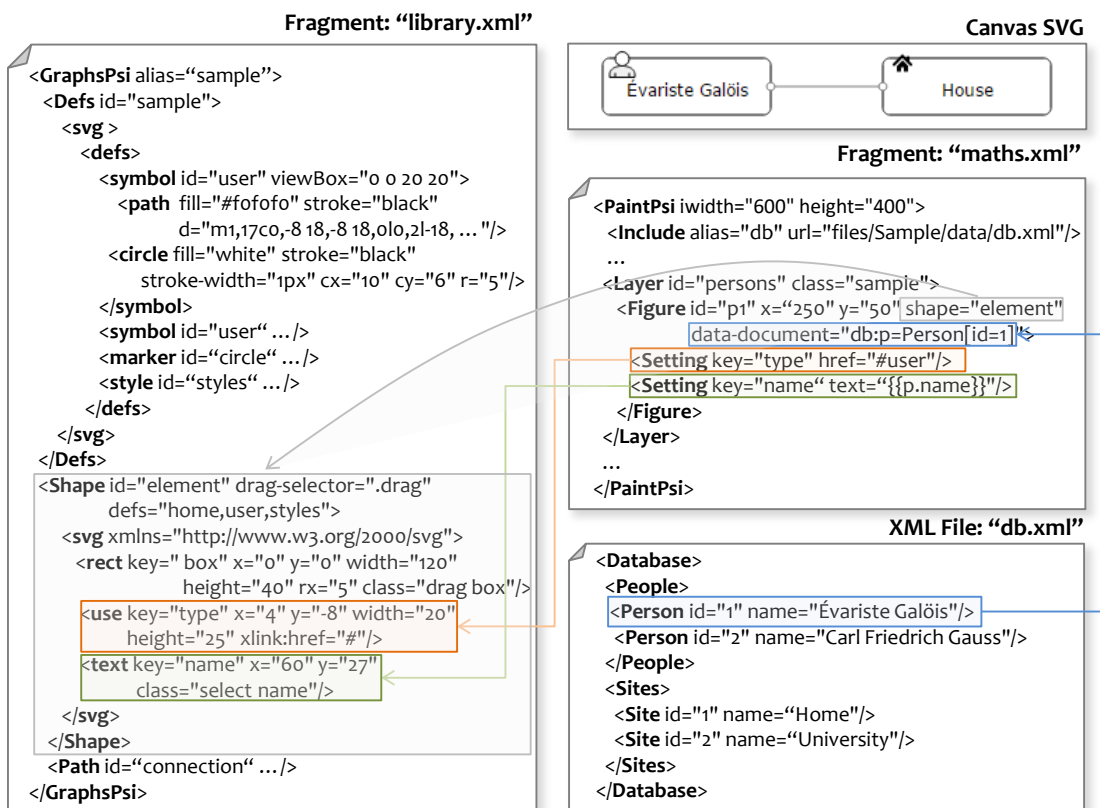 Fragment: “library.xml”
<GraphsPsi alias=“sample”>
<Defs id="sample">
<svg >
<defs>
<symbol id="user" viewBox="0 0 20 20">
<path fill="#f0f0f0" stroke="black"
d="m1,17c0,-8 18,-8 18,0l0,2l-18, … "/>
<circle fill="white" stroke="black"
stroke-width="1px" cx="10" cy="6" r="5"/>
</symbol>
<symbol id="user“ …/>
<marker id=“circle“ …/>
<style id=“styles“ …/>
</defs>
</svg>
</Defs>
<Shape id="element" drag-selector=".drag"
defs="home,user,styles">
<svg xmlns="http://www.w3.org/2000/svg">
<rect key=" box" x="0" y="0" width="120"
height="40" rx="5" class="drag box"/>
<use key="type" x="4" y="-8" width="20"
height="25" xlink:href="#"/>
<text key="name" x="60" y="27"
class="select name"/>
</svg>
</Shape>
<Path id=“connection“ …/>
</GraphsPsi>
Canvas SVG
Évariste Galöis
House
Fragment: “maths.xml”
<PaintPsi iwidth="600" height="400">
<Include alias="db" url="files/Sample/data/db.xml"/>
…
<Layer id="persons" class="sample">
<Figure id="p1" x=“250" y="50" shape="element"
data-document="db:p=Person[id=1]">
<Setting key="type" href="#user"/>
<Setting key="name“ text=“{{p.name}}"/>
</Figure>
</Layer>
…
</PaintPsi>
XML File: “db.xml”
<Database>
<People>
<Person id="1" name="Évariste Galöis"/>
<Person id="2" name="Carl Friedrich Gauss"/>
</People>
<Sites>
<Site id="1" name=“Home"/>
<Site id="2" name=“University"/>
</Sites>
</Database>